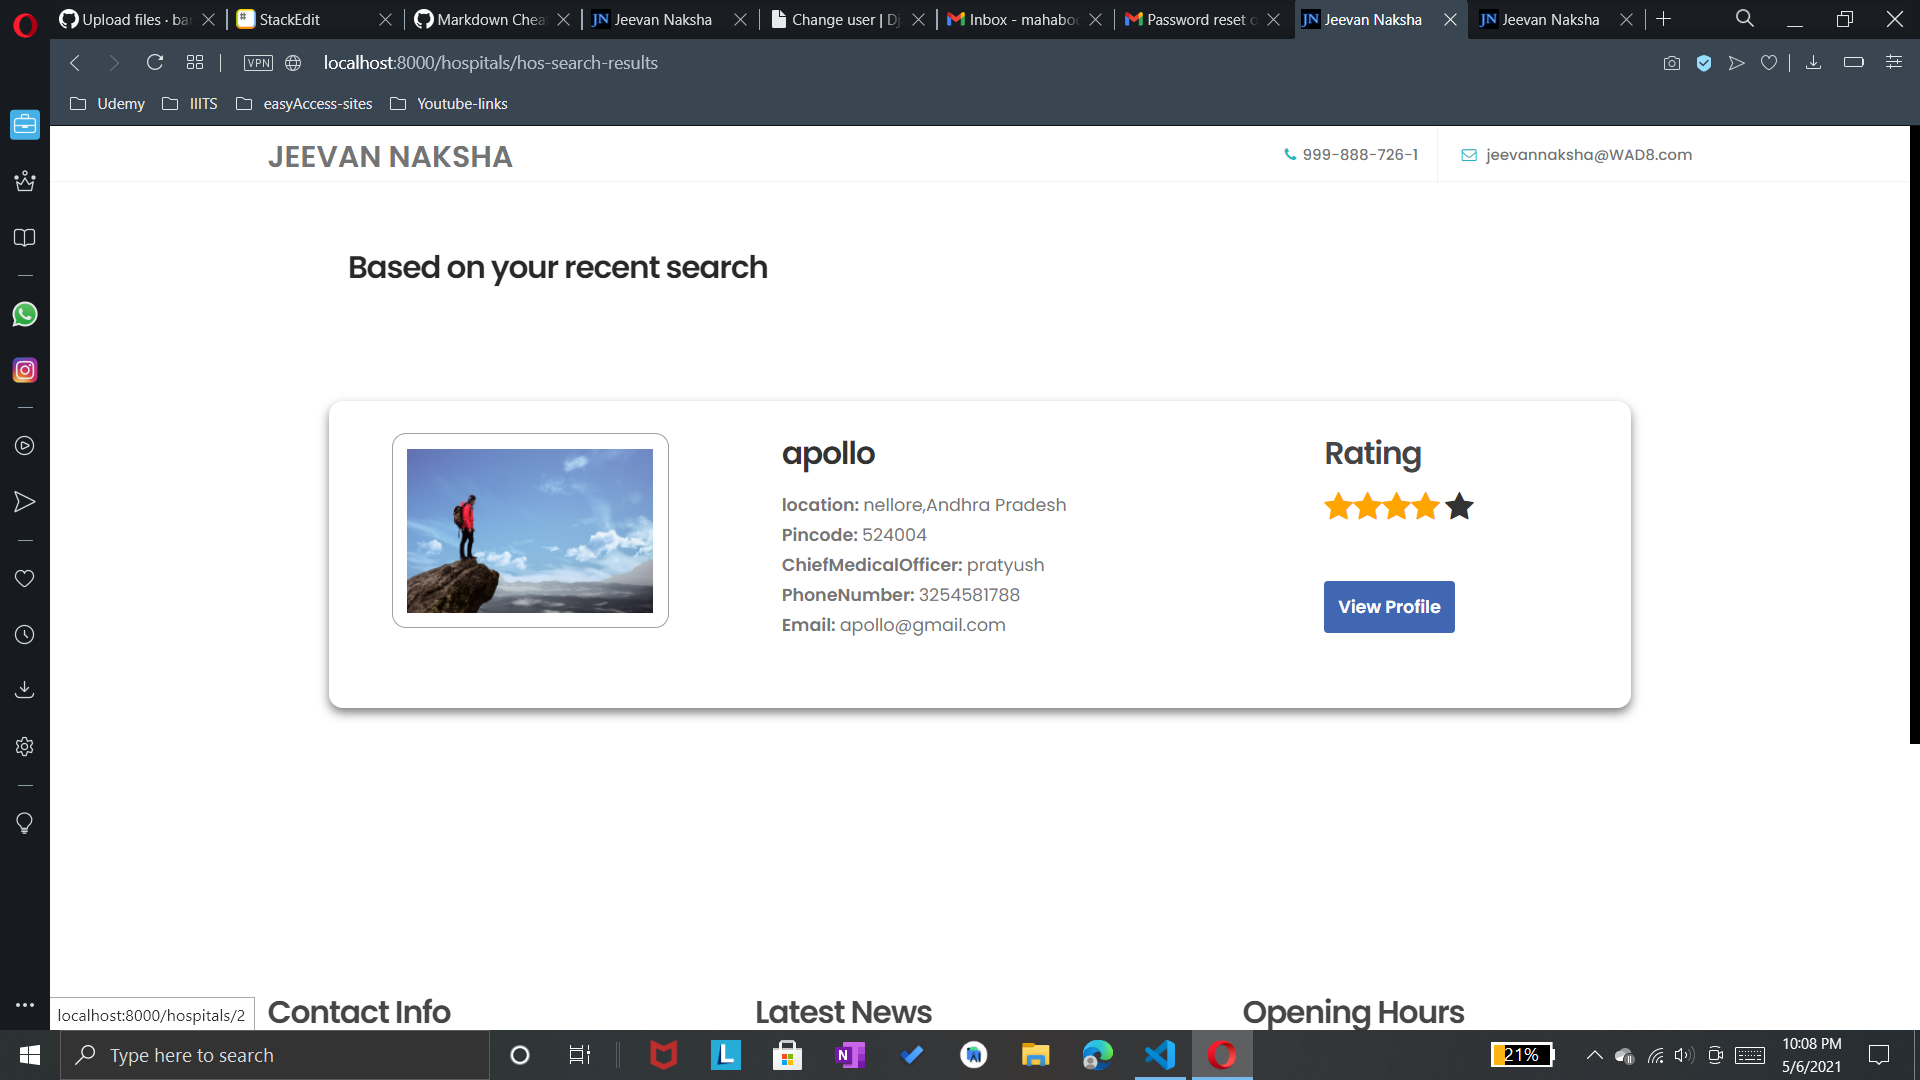 Upload files · bar
StackEdit
Markdown Chea
JN Jeevan Naksha
Change user | Dj
Inbox - mahaboo
Password reset o
JN Jeevan Naksha
JN Jeevan Naksha
VPN
localhost:8000/hospitals/hos-search-results
Udemy
IIITS
easyAccess-sites
Youtube-links
JEEVAN NAKSHA
999-888-726-1
jeevannaksha@WAD8.com
Based on your recent search
apollo
location: nellore,Andhra Pradesh
Pincode: 524004
ChiefMedicalOfficer: pratyush
PhoneNumber: 3254581788
Email: apollo@gmail.com
Rating
View Profile
localhost:8000/hospitals/2
Contact Info
Latest News
Opening Hours
Type here to search
21%
10:08 PM
5/6/2021